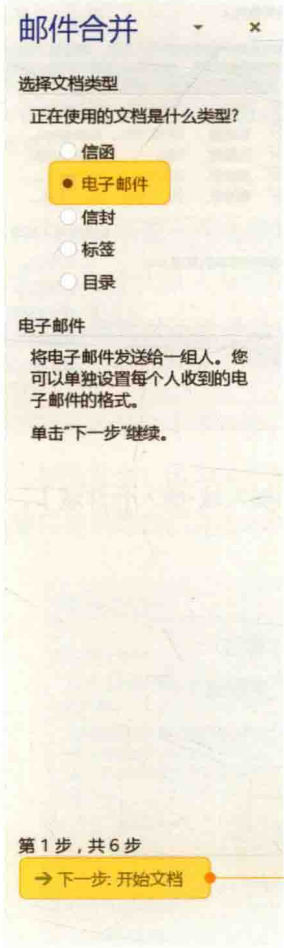 邮件合并
选择文档类型
正在使用的文档是什么类型?
信函
电子邮件
信封
标签
目录
电子邮件
将电子邮件发送给一组人。您
可以单独设置每个人收到的电
子邮件的格式。
单击"下一步"继续。
第1步,共6步
→下一步: 开始文档